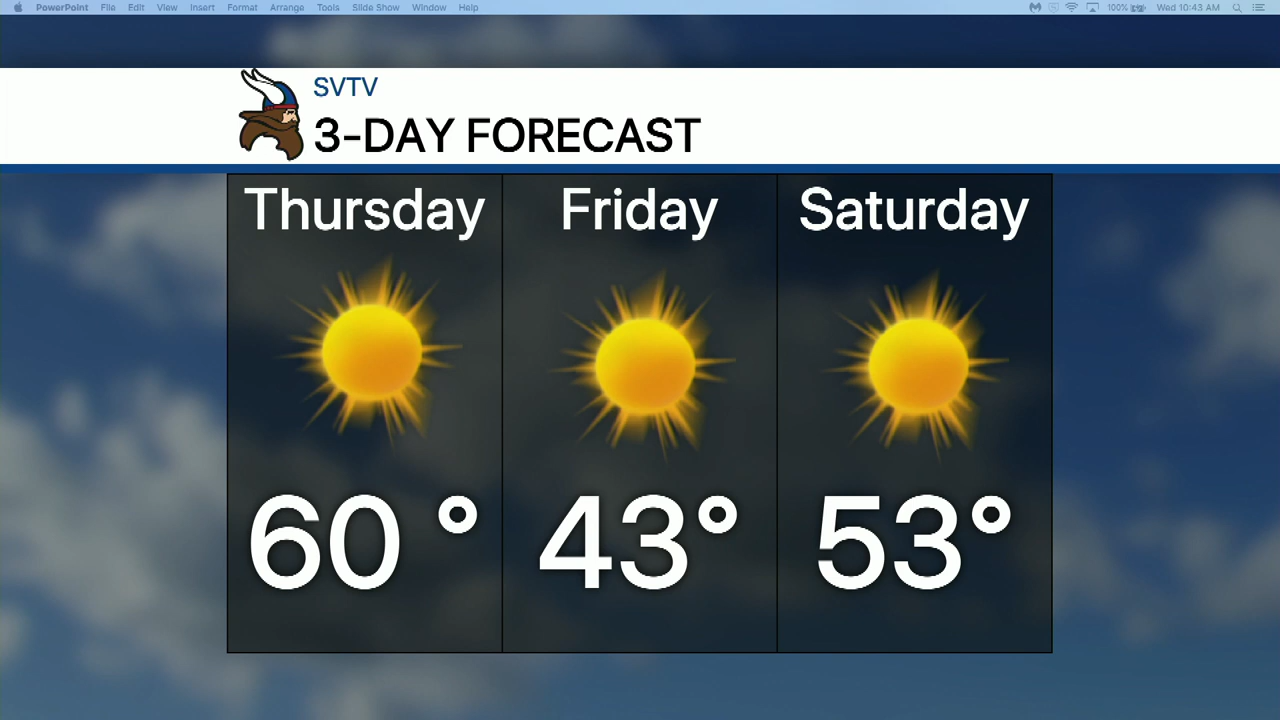 PowerPoint File Edit View Insert Format Arrange Tools Slide Show Window Help 100% Wed 10:43 AM
SVTV
3-DAY FORECAST
Thursday Friday Saturday
60 ° 43° 53°